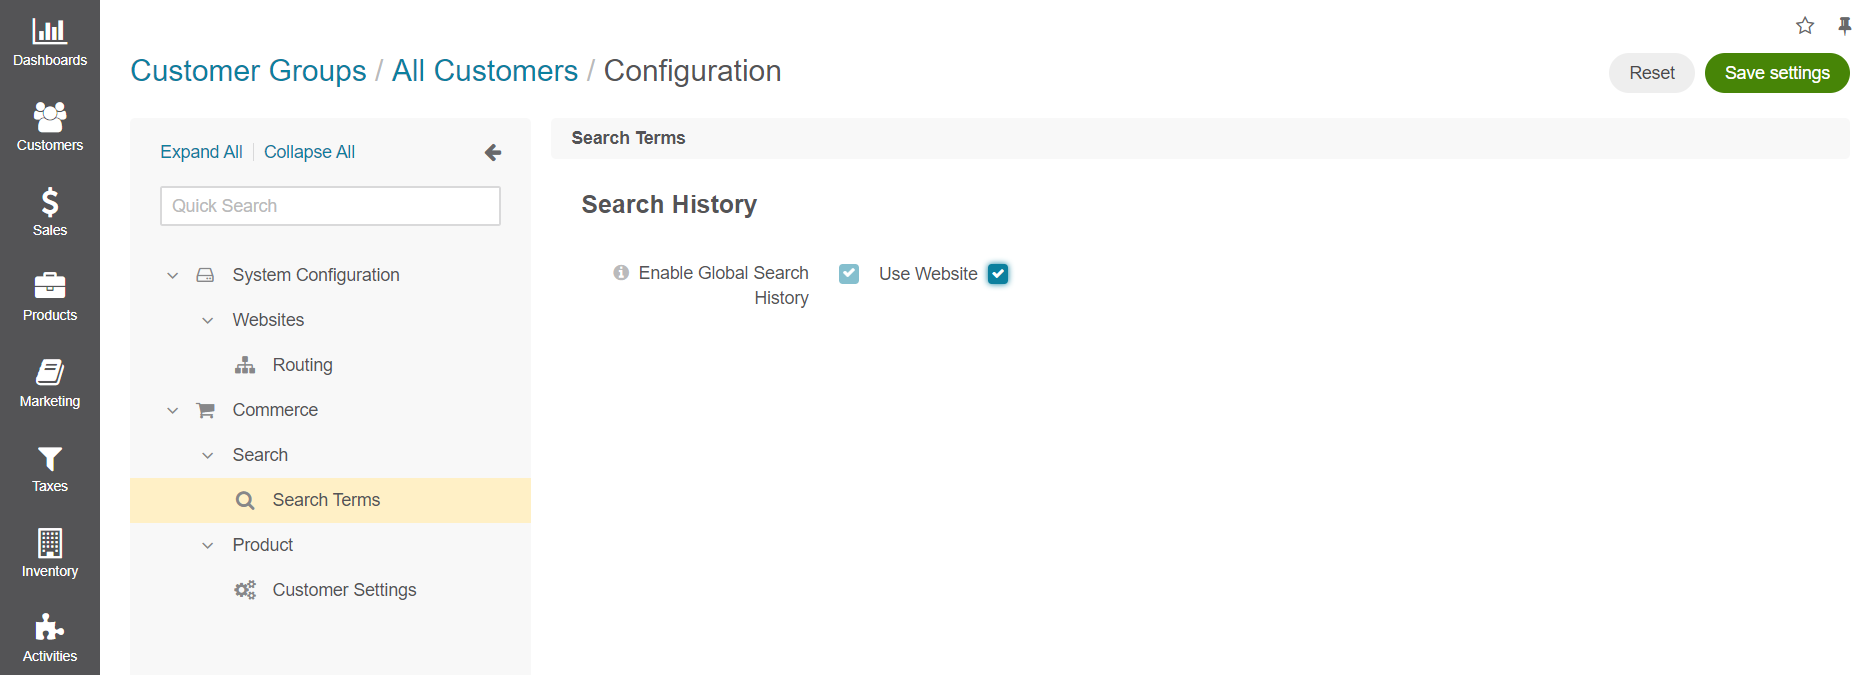 Dashboards
Customers
Sales
Products
Marketing
Taxes
Inventory
Activities
Customer Groups / All Customers / Configuration
Reset
Save settings
Expand All | Collapse All
Quick Search
System Configuration
Websites
Routing
Commerce
Search
Search Terms
Product
Customer Settings
Search Terms
Search History
Enable Global Search
History
Use Website